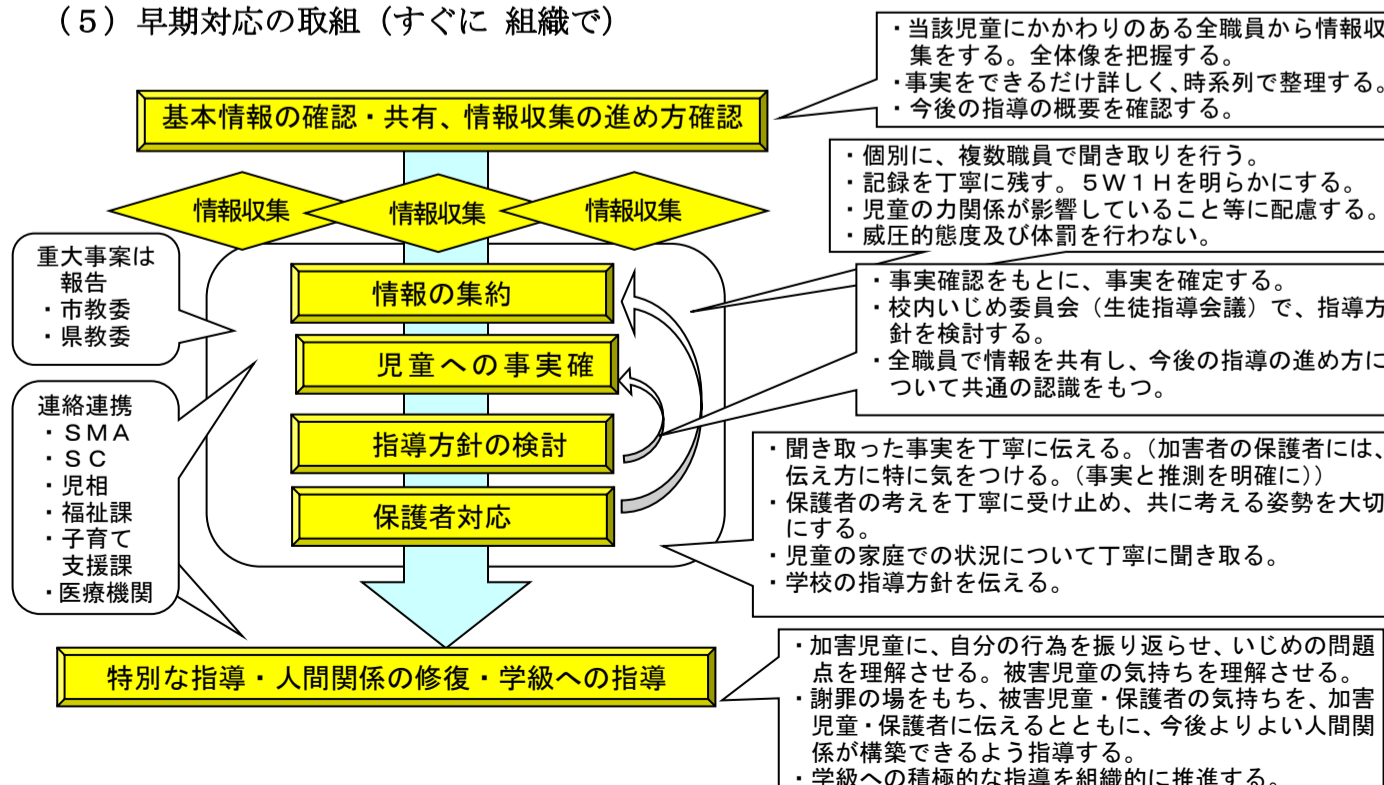 （５）早期対応の取組（すぐに 組織で）
・当該児童にかかわりのある全職員から情報収
集をする。全体像を把握する。
・事実をできるだけ詳しく、時系列で整理する。
・今後の指導の概要を確認する。
基本情報の確認・共有、情報収集の進め方確認
・個別に、複数職員で聞き取りを行う。
・記録を丁寧に残す。５Ｗ１Ｈを明らかにする。
・児童の力関係が影響していること等に配慮する。
・威圧的態度及び体罰を行わない。
情報収集
情報収集
情報収集
重大事案は
報告
・市教委
・県教委
情報の集約
・事実確認をもとに、事実を確定する。
・校内いじめ委員会（生徒指導会議）で、指導方
針を検討する。
・全職員で情報を共有し、今後の指導の進め方に
ついて共通の認識をもつ。
児童への事実確
連絡連携
・ＳＭＡ
・ＳＣ
・児相
・福祉課
・子育て
支援課
・医療機関
指導方針の検討
保護者対応
・聞き取った事実を丁寧に伝える。（加害者の保護者には、
伝え方に特に気をつける。（事実と推測を明確に））
・保護者の考えを丁寧に受け止め、共に考える姿勢を大切
にする。
・児童の家庭での状況について丁寧に聞き取る。
・学校の指導方針を伝える。
特別な指導・人間関係の修復・学級への指導
・加害児童に、自分の行為を振り返らせ、いじめの問題
点を理解させる。被害児童の気持ちを理解させる。
・謝罪の場をもち、被害児童・保護者の気持ちを、加害
児童・保護者に伝えるとともに、今後よりよい人間関
係が構築できるよう指導する。
・学級への積極的な指導を組織的に推進する。